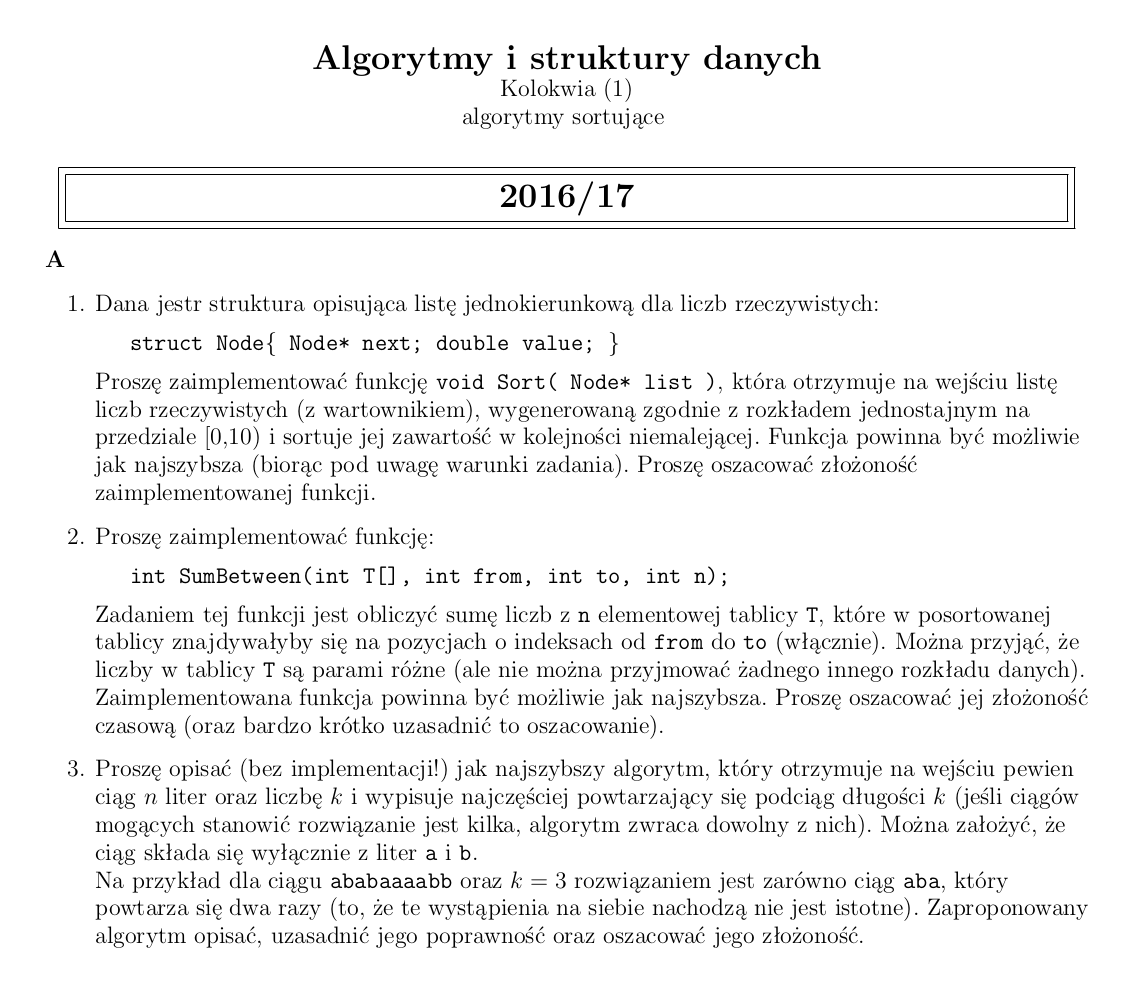 Algorytmy i struktury danych
Kolokwia (1)
algorytmy sortujące
2016/17
A
1. Dana jestr struktura opisująca listę jednokierunkową dla liczb rzeczywistych:
struct Node{ Node* next; double value; }
Proszę zaimplementować funkcję void Sort( Node* list ), która otrzymuje na wejściu listę
liczb rzeczywistych (z wartownikiem), wygenerowaną zgodnie z rozkładem jednostajnym na
przedziale [0,10) i sortuje jej zawartość w kolejności niemalejącej. Funkcja powinna być możliwie
jak najszybsza (biorąc pod uwagę warunki zadania). Proszę oszacować złożoność
zaimplementowanej funkcji.
2. Proszę zaimplementować funkcję:
int SumBetween(int T[], int from, int to, int n);
Zadaniem tej funkcji jest obliczyć sumę liczb z n elementowej tablicy T, które w posortowanej
tablicy znajdywałyby się na pozycjach o indeksach od from do to (włącznie). Można przyjąć, że
liczby w tablicy T są parami różne (ale nie można przyjmować żadnego innego rozkładu danych).
Zaimplementowana funkcja powinna być możliwie jak najszybsza. Proszę oszacować jej złożoność
czasową (oraz bardzo krótko uzasadnić to oszacowanie).
3. Proszę opisać (bez implementacji!) jak najszybszy algorytm, który otrzymuje na wejściu pewien
ciąg n liter oraz liczbę k i wypisuje najczęściej powtarzający się podciąg długości k (jeśli ciągów
mogących stanowić rozwiązanie jest kilka, algorytm zwraca dowolny z nich). Można założyć, że
ciąg składa się wyłącznie z liter a i b.
Na przykład dla ciągu ababaaaabb oraz k = 3 rozwiązaniem jest zarówno ciąg aba, który
powtarza się dwa razy (to, że te wystąpienia na siebie nachodzą nie jest istotne). Zaproponowany
algorytm opisać, uzasadnić jego poprawność oraz oszacować jego złożoność.